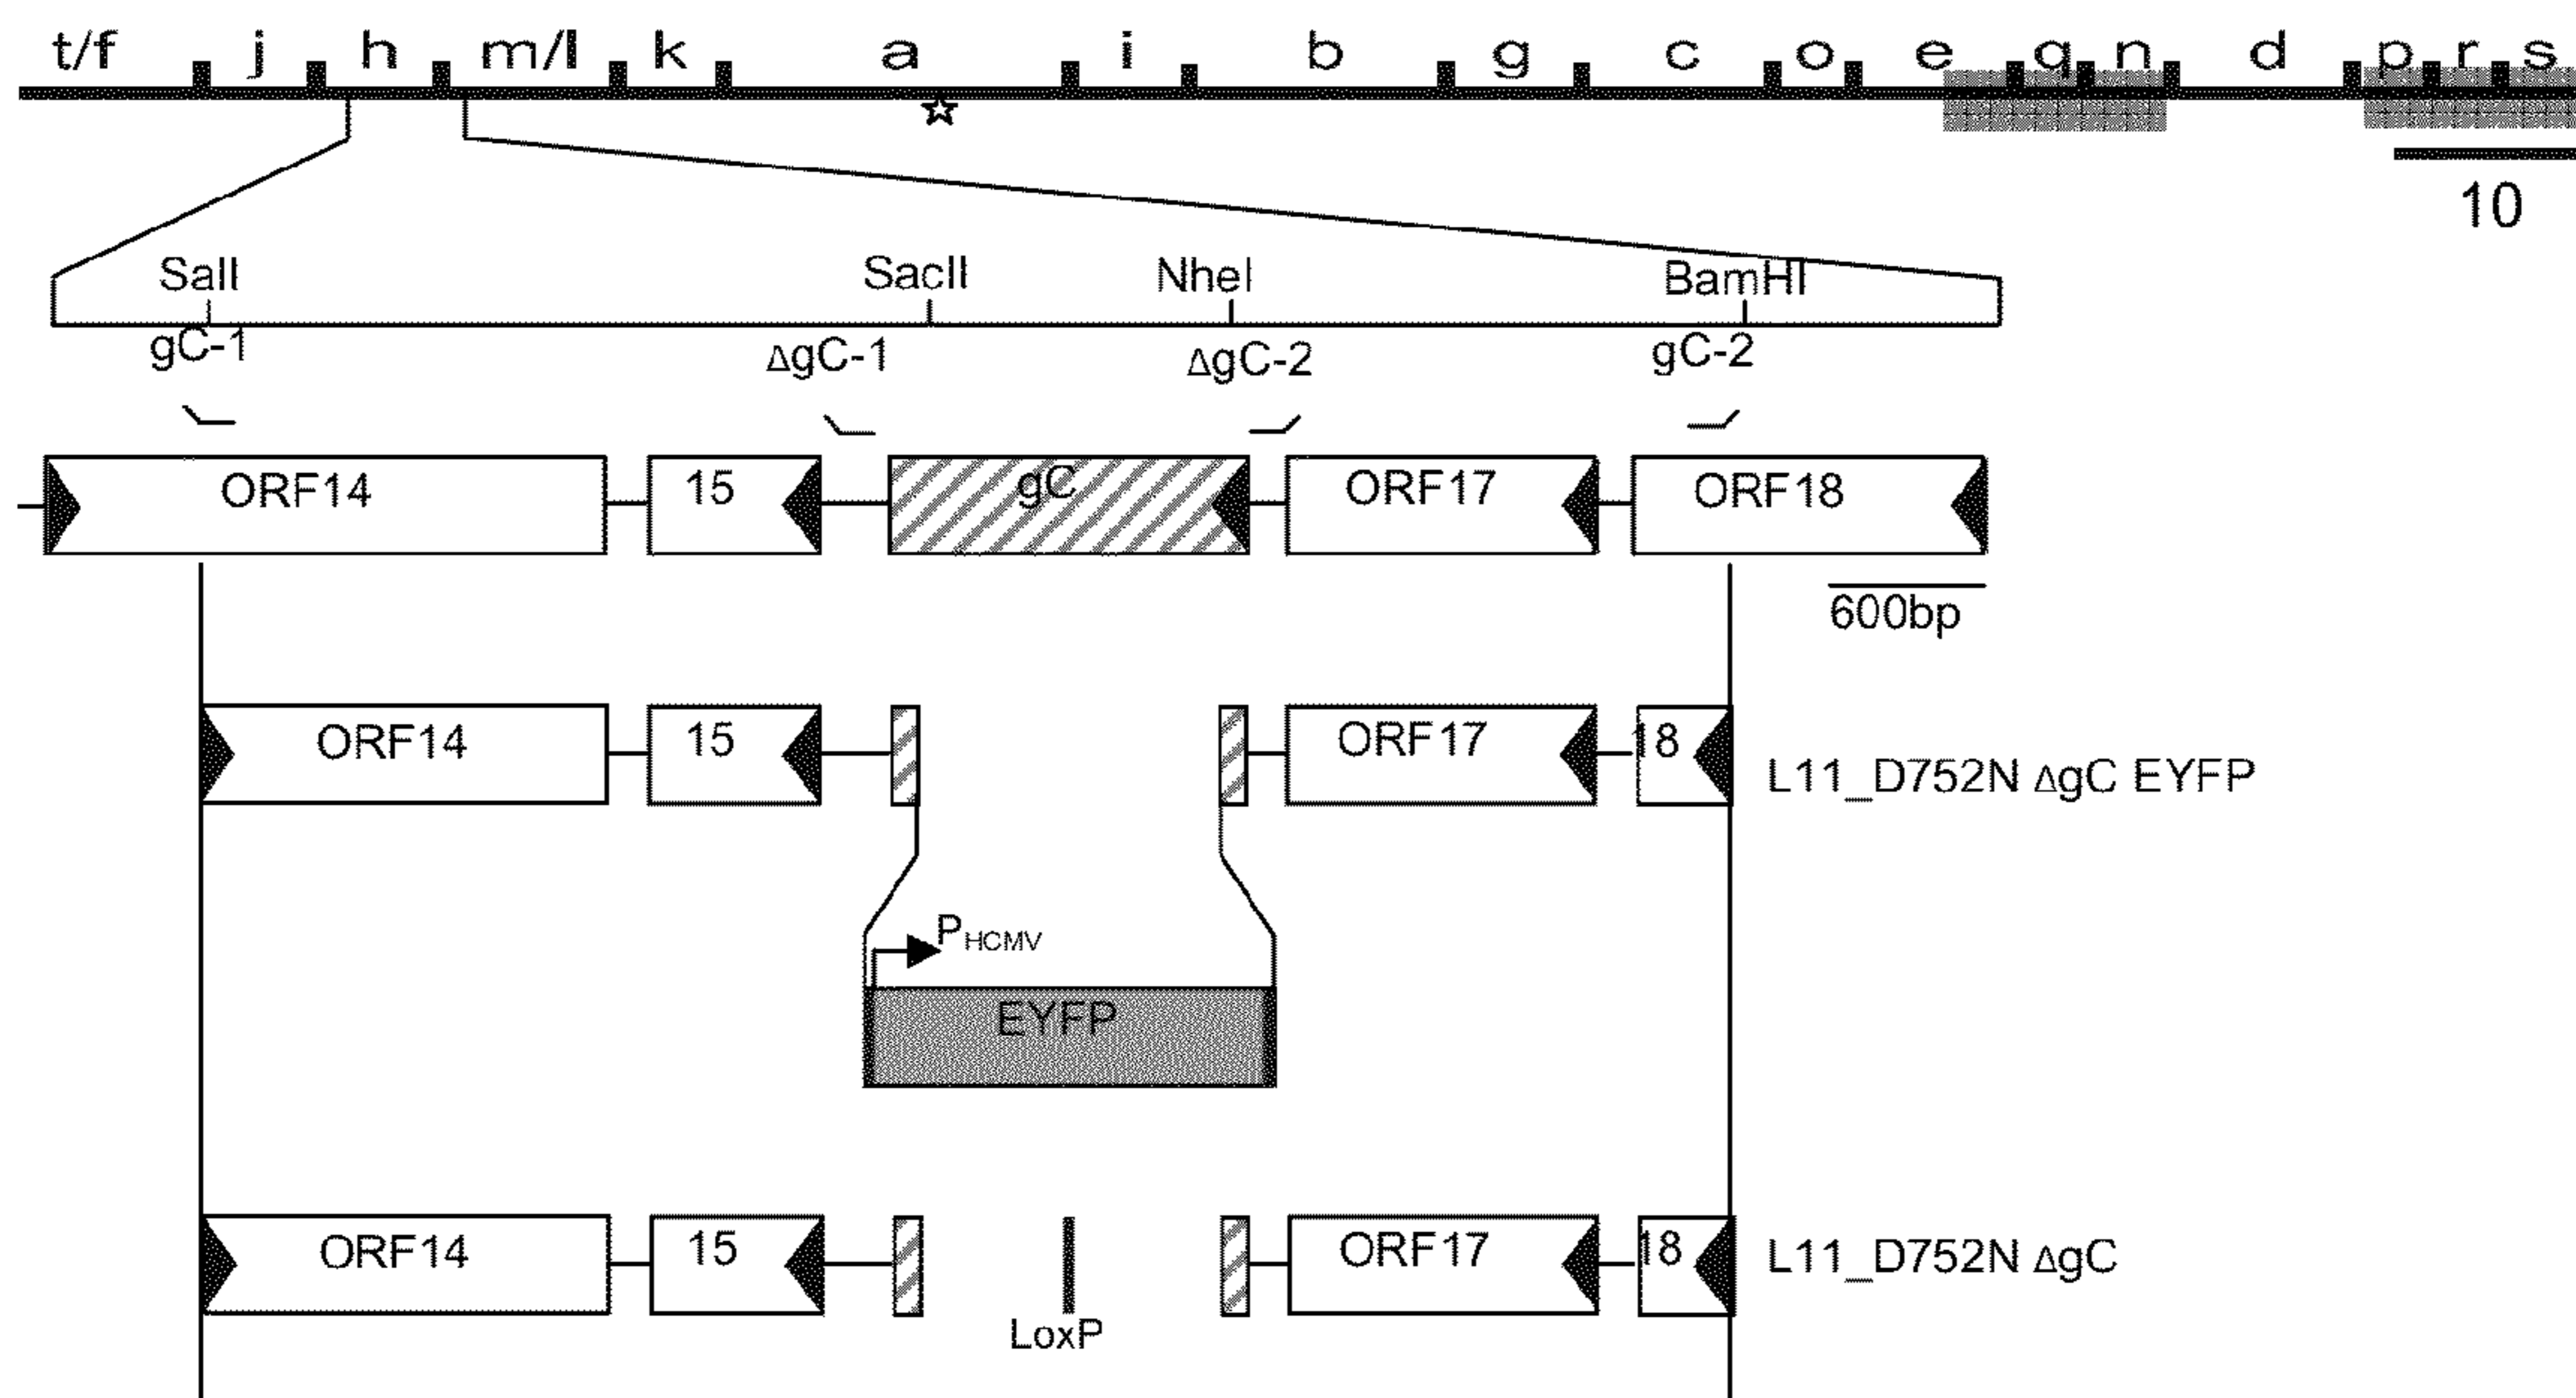 t/f j h m/l k a i b g c o e q n d p r s
10
SalI SacII NheI BamHI
gC-1 ΔgC-1 ΔgC-2 gC-2
ORF14 15 gC ORF17 ORF18
600bp
ORF14 15 ORF17 18 L11_D752N ΔgC EYFP
PHCMV
EYFP
ORF14 15 ORF17 18 L11_D752N ΔgC
LoxP